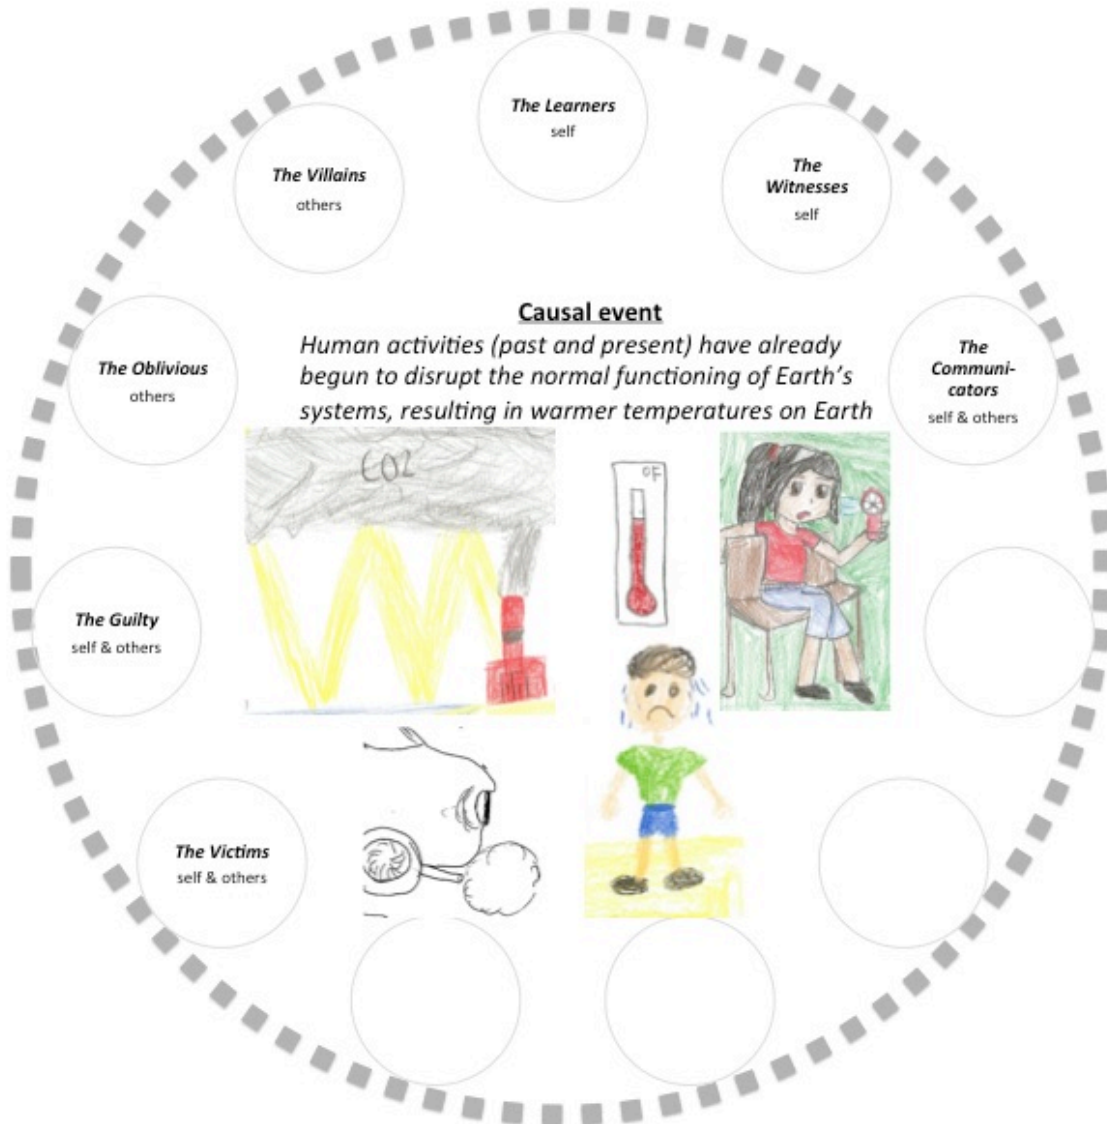 The Learners
self
The Villains
others
The
Witnesses
self
The Oblivious
others
The
Communi-
cators
self & others
Causal event
Human activities (past and present) have already
begun to disrupt the normal functioning of Earth's
systems, resulting in warmer temperatures on Earth
CO2
°F
The Guilty
self & others
The Victims
self & others